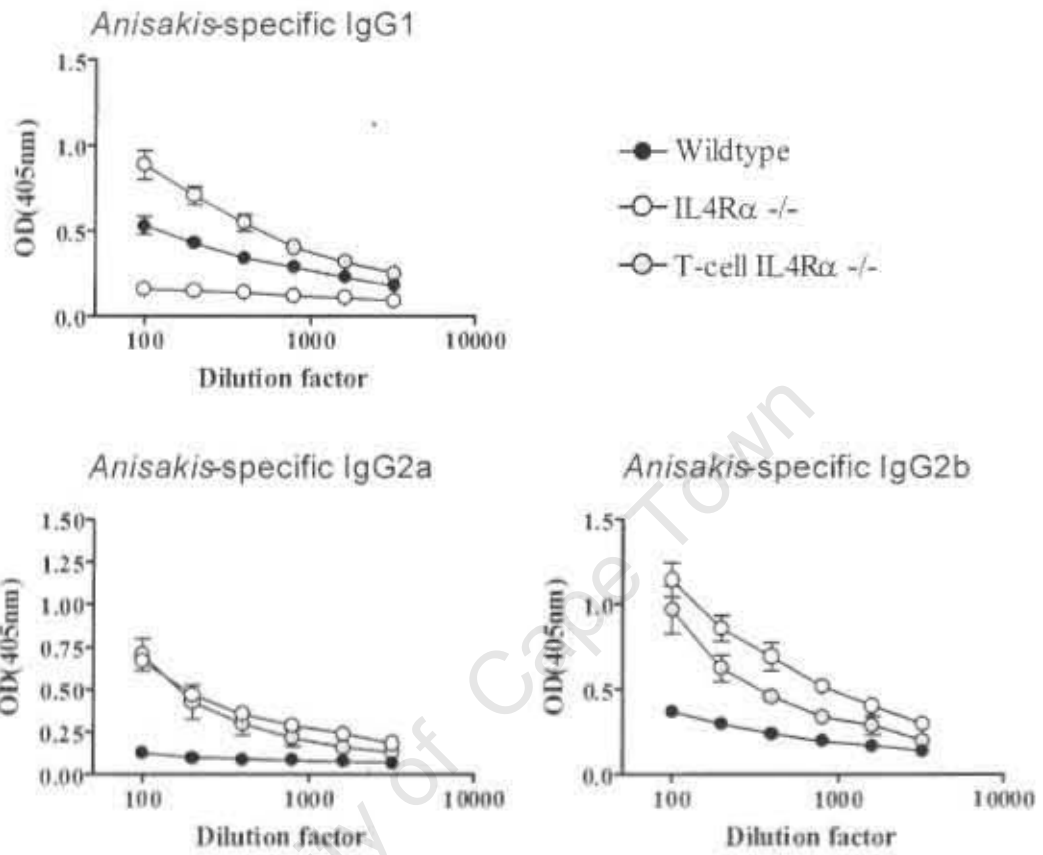 Anisakis-specific IgG1
1.5
1.0
0.5
0.0
OD(405nm)
100 1000 10000
Dilution factor
Wildtype
IL4Rα -/-
T-cell IL4Rα -/-
Anisakis-specific IgG2a
1.50
1.25
1.00
0.75
0.50
0.25
0.00
OD(405nm)
100 1000 10000
Dilution factor
Anisakis-specific IgG2b
1.5
1.0
0.5
0.0
OD(405nm)
100 1000 10000
Dilution factor
of Cape Town